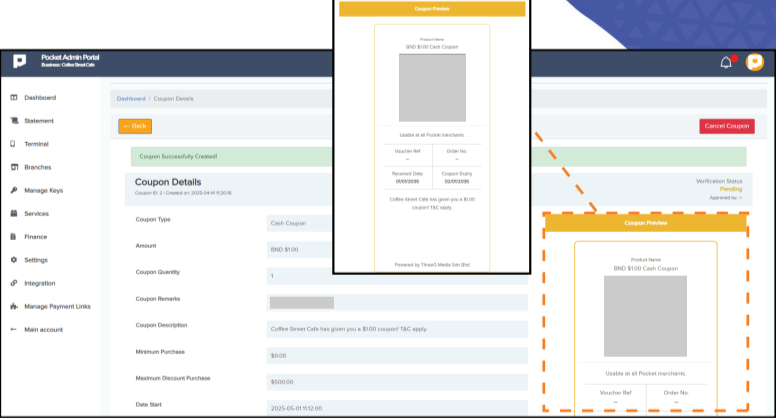 Coupon Preview
Product Name
BND $1.00 Cash Coupon
Usable at all Pocket merchants.
Voucher Ref
Order No.
--
--
Received Date
Coupon Expiry
01/01/2035
02/01/2035
Coffee Street Cafe has given you a $1.00
coupon! T&C apply.
Powered by ThreeG Media Sdn Bhd
Pocket Admin Portal
Business: Coffee Street Cafe
Dashboard
Statement
Terminal
Branches
Manage Keys
Services
Finance
Settings
Integration
Manage Payment Links
Main account
Dashboard / Coupon Details
← Back
Cancel Coupon
Coupon Successfully Created!
Coupon Details
Coupon ID: 2 / Created on: 2025-04-14 11:20:16
Verification Status
Pending
Approved by: --
Coupon Type
Cash Coupon
Amount
BND $1.00
Coupon Quantity
1
Coupon Remarks
Coupon Description
Coffee Street Cafe has given you a $1.00 coupon! T&C apply.
Minimum Purchase
$0.00
Maximum Discount Purchase
$500.00
Date Start
2025-05-01 11:12:00
Coupon Preview
Product Name
BND $1.00 Cash Coupon
Usable at all Pocket merchants.
Voucher Ref
Order No.
--
--